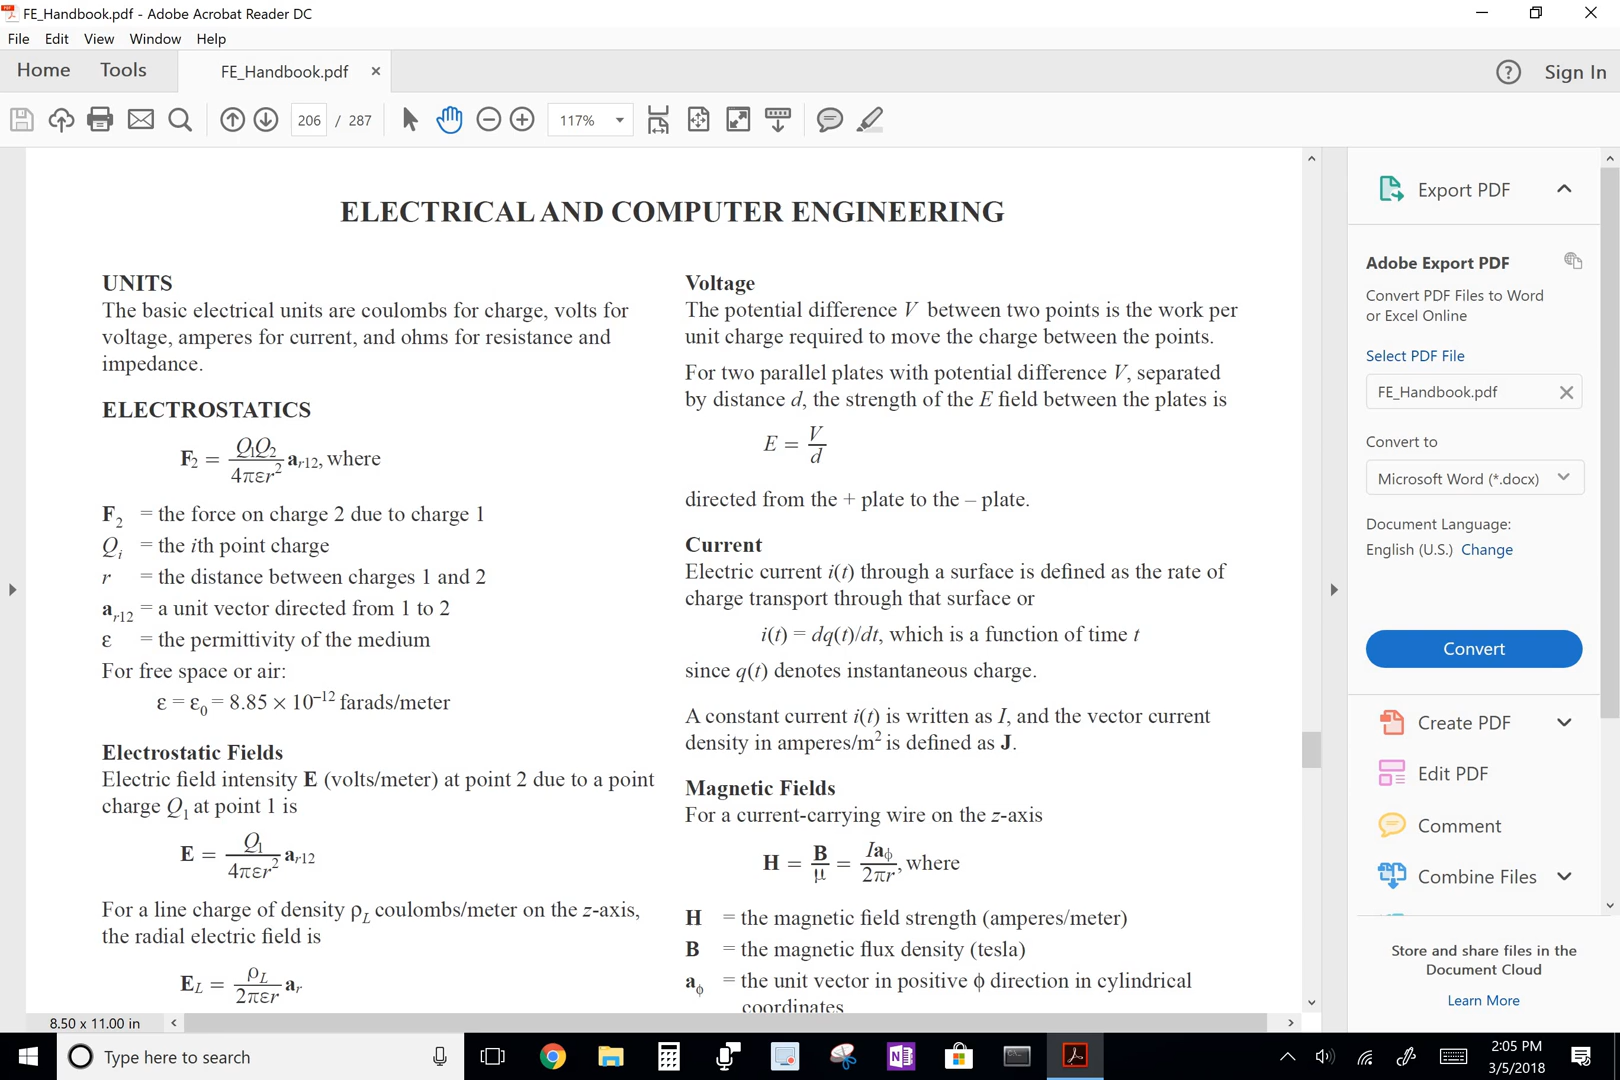 FE_Handbook.pdf - Adobe Acrobat Reader DC
File Edit View Window Help
Home Tools FE_Handbook.pdf × Sign In
206 / 287 117%
ELECTRICAL AND COMPUTER ENGINEERING
UNITS
The basic electrical units are coulombs for charge, volts for
voltage, amperes for current, and ohms for resistance and
impedance.
ELECTROSTATICS
F₂ = Q₁Q₂ / 4πεr² a_r12, where
F₂ = the force on charge 2 due to charge 1
Qᵢ = the ith point charge
r = the distance between charges 1 and 2
a_r12 = a unit vector directed from 1 to 2
ε = the permittivity of the medium
For free space or air:
ε = ε₀ = 8.85 × 10⁻¹² farads/meter
Electrostatic Fields
Electric field intensity E (volts/meter) at point 2 due to a point
charge Q₁ at point 1 is
E = Q₁ / 4πεr² a_r12
For a line charge of density ρ_L coulombs/meter on the z-axis,
the radial electric field is
E_L = ρ_L / 2πεr a_r
Voltage
The potential difference V between two points is the work per
unit charge required to move the charge between the points.
For two parallel plates with potential difference V, separated
by distance d, the strength of the E field between the plates is
E = V / d
directed from the + plate to the – plate.
Current
Electric current i(t) through a surface is defined as the rate of
charge transport through that surface or
i(t) = dq(t)/dt, which is a function of time t
since q(t) denotes instantaneous charge.
A constant current i(t) is written as I, and the vector current
density in amperes/m² is defined as J.
Magnetic Fields
For a current-carrying wire on the z-axis
H = B / μ = Ia_ϕ / 2πr, where
H = the magnetic field strength (amperes/meter)
B = the magnetic flux density (tesla)
a_ϕ = the unit vector in positive ϕ direction in cylindrical
coordinates
Export PDF
Adobe Export PDF
Convert PDF Files to Word
or Excel Online
Select PDF File
FE_Handbook.pdf
Convert to
Microsoft Word (*.docx)
Document Language:
English (U.S.) Change
Convert
Create PDF
Edit PDF
Comment
Combine Files
Store and share files in the
Document Cloud
Learn More
8.50 x 11.00 in
Type here to search
2:05 PM
3/5/2018